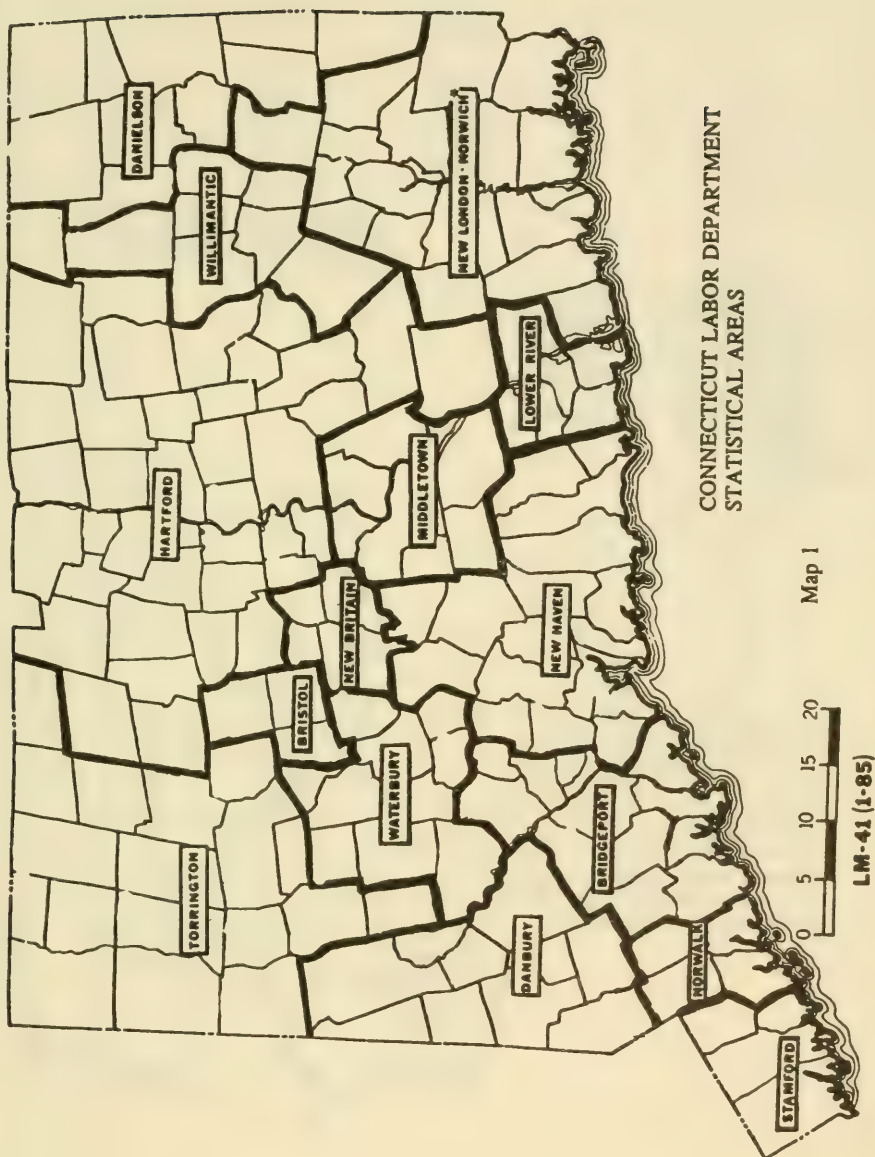 TORRINGTON
HARTFORD
DANIELSON
WILLIMANTIC
BRISTOL
NEW BRITAIN
WATERBURY
MIDDLETOWN
NEW LONDON - NORWICH
LOWER RIVER
DANBURY
NEW HAVEN
BRIDGEPORT
NORWALK
STAMFORD
CONNECTICUT LABOR DEPARTMENT
STATISTICAL AREAS
Map 1
0 5 10 15 20
LM-41 (1-85)